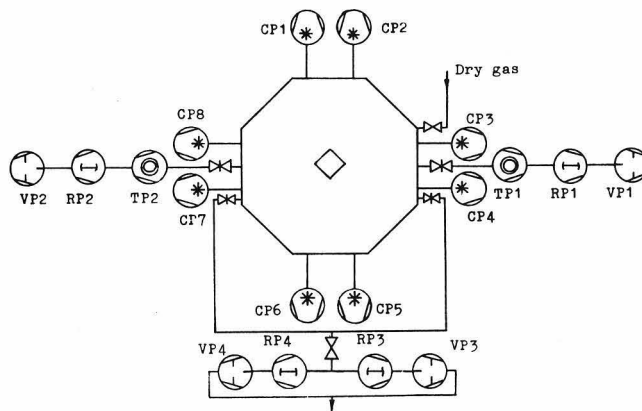 CP1 CP2
Dry gas
CP8 CP3
VP2 RP2 TP2 CP7 CP4 TP1 RP1 VP1
CP6 CP5
VP4 RP4 RP3 VP3